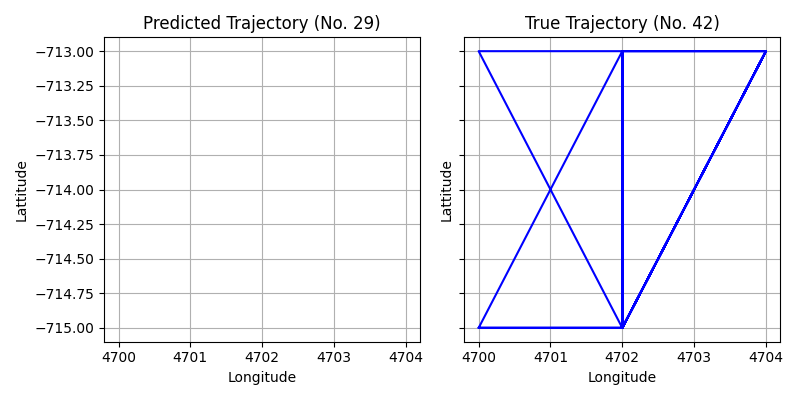 Predicted Trajectory (No. 29)
True Trajectory (No. 42)
−713.00
−713.25
−713.50
−713.75
−714.00
−714.25
−714.50
−714.75
−715.00
Lattitude
Lattitude
4700 4701 4702 4703 4704
4700 4701 4702 4703 4704
Longitude
Longitude